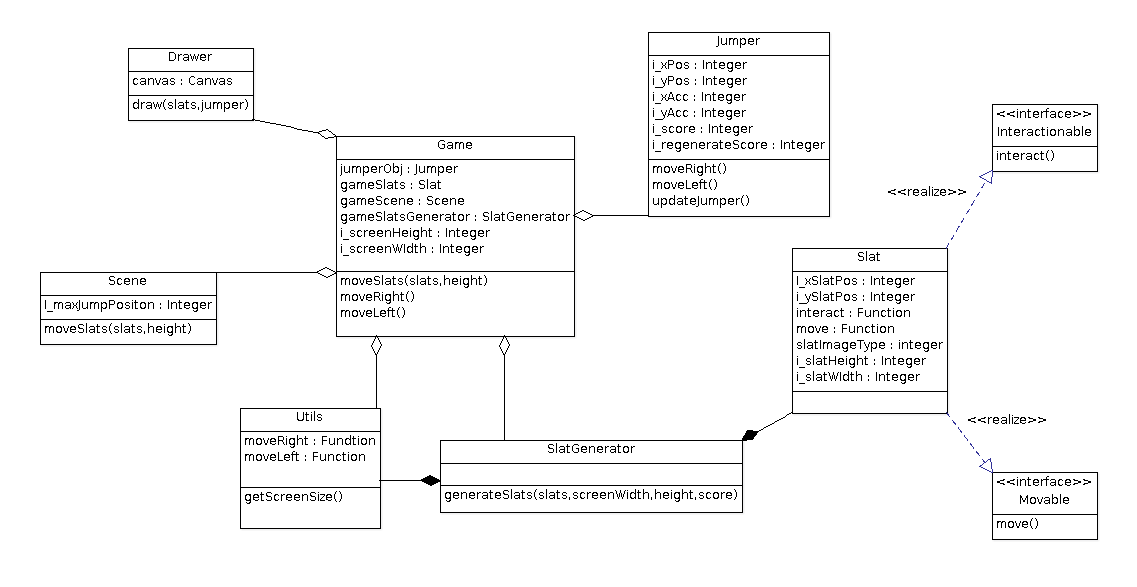 Drawer
canvas : Canvas
draw(slats,jumper)
Jumper
i_xPos : Integer
i_yPos : Integer
i_xAcc : Integer
i_yAcc : Integer
i_score : Integer
i_regenerateScore : Integer
moveRight()
moveLeft()
updateJumper()
<<interface>>
Interactionable
interact()
Game
jumperObj : Jumper
gameSlats : Slat
gameScene : Scene
gameSlatsGenerator : SlatGenerator
i_screenHeight : Integer
i_screenWIdth : Integer
moveSlats(slats,height)
moveRight()
moveLeft()
<<realize>>
Scene
I_maxJumpPositon : Integer
moveSlats(slats,height)
Slat
I_xSlatPos : Integer
i_ySlatPos : Integer
interact : Function
move : Function
slatImageType : integer
i_slatHeight : Integer
i_slatWIdth : Integer
<<realize>>
Utils
moveRight : Fundtion
moveLeft : Function
getScreenSize()
SlatGenerator
generateSlats(slats,screenWidth,height,score)
<<interface>>
Movable
move()